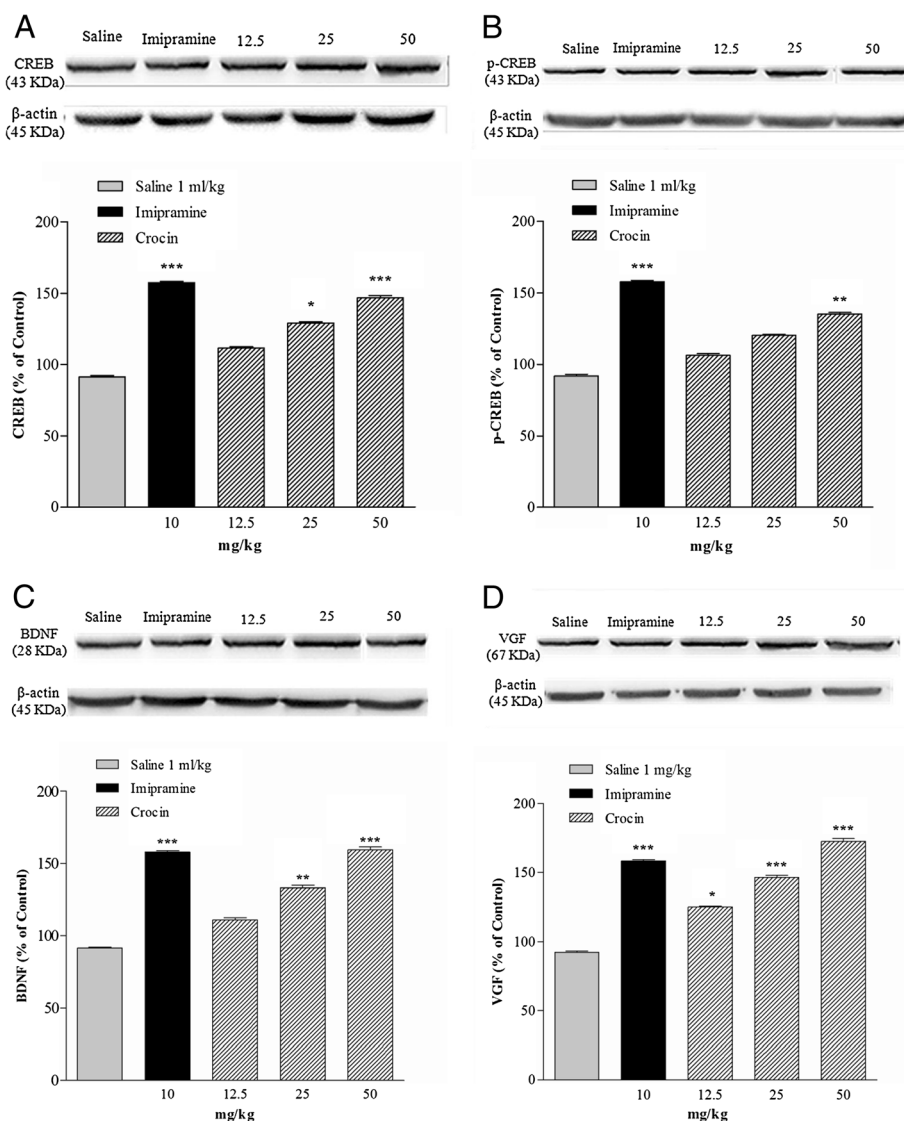 A
Saline Imipramine 12.5 25 50
CREB
(43 KDa)
β-actin
(45 KDa)
Saline 1 ml/kg
Imipramine
Crocin
CREB (% of Control)
200
150
100
50
0
***
*
***
10 12.5 25 50
mg/kg
B
Saline Imipramine 12.5 25 50
p-CREB
(43 KDa)
β-actin
(45 KDa)
Saline 1 ml/kg
Imipramine
Crocin
p-CREB (% of Control)
200
150
100
50
0
***
**
10 12.5 25 50
mg/kg
C
Saline Imipramine 12.5 25 50
BDNF
(28 KDa)
β-actin
(45 KDa)
Saline 1 ml/kg
Imipramine
Crocin
BDNF (% of Control)
200
150
100
50
0
***
**
***
10 12.5 25 50
mg/kg
D
Saline Imipramine 12.5 25 50
VGF
(67 KDa)
β-actin
(45 KDa)
Saline 1 mg/kg
Imipramine
Crocin
VGF (% of Control)
200
150
100
50
0
***
*
***
***
10 12.5 25 50
mg/kg